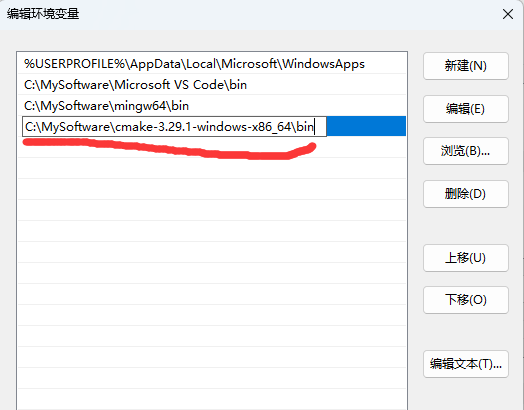 编辑环境变量
%USERPROFILE%\AppData\Local\Microsoft\WindowsApps
C:\MySoftware\Microsoft VS Code\bin
C:\MySoftware\mingw64\bin
C:\MySoftware\cmake-3.29.1-windows-x86_64\bin
新建(N)
编辑(E)
浏览(B)...
删除(D)
上移(U)
下移(O)
编辑文本(T)...